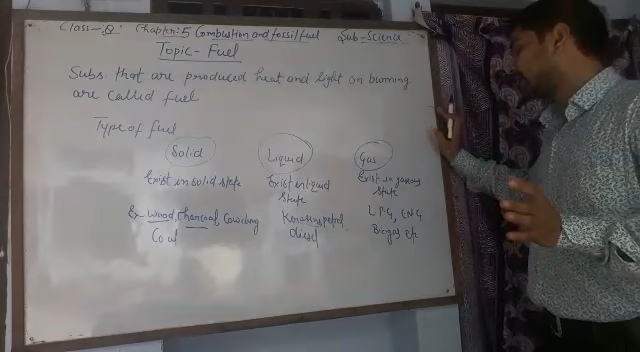 Class-8 Chapter:5 Combustion and fossil fuel Sub-Science
Topic-Fuel
Subs that are produced heat and light on burning
are called fuel
Type of fuel
Solid Liquid Gas
Exist in solid state Exist in liquid state Exist in gaseous state
Ex- Wood, Charcoal, Cowdung Kerosene, petrol, L.P.G, C.N.G
Coal diesel Biogas etc